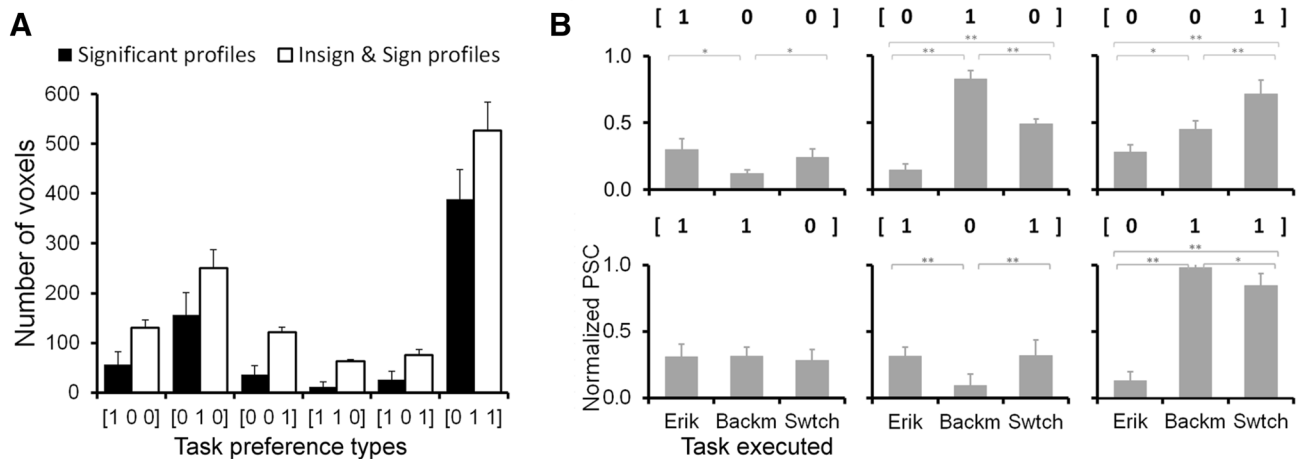 A
Significant profiles Insign & Sign profiles
Number of voxels
600
500
400
300
200
100
0
[1 0 0] [0 1 0] [0 0 1] [1 1 0] [1 0 1] [0 1 1]
Task preference types
B
[ 1 0 0 ] [ 0 1 0 ] [ 0 0 1 ]
** **
* * ** ** * **
1.0
0.5
0.0
[ 1 1 0 ] [ 1 0 1 ] [ 0 1 1 ]
**
** ** ** *
Normalized PSC
1.0
0.5
0.0
Erik Backm Swtch Erik Backm Swtch Erik Backm Swtch
Task executed